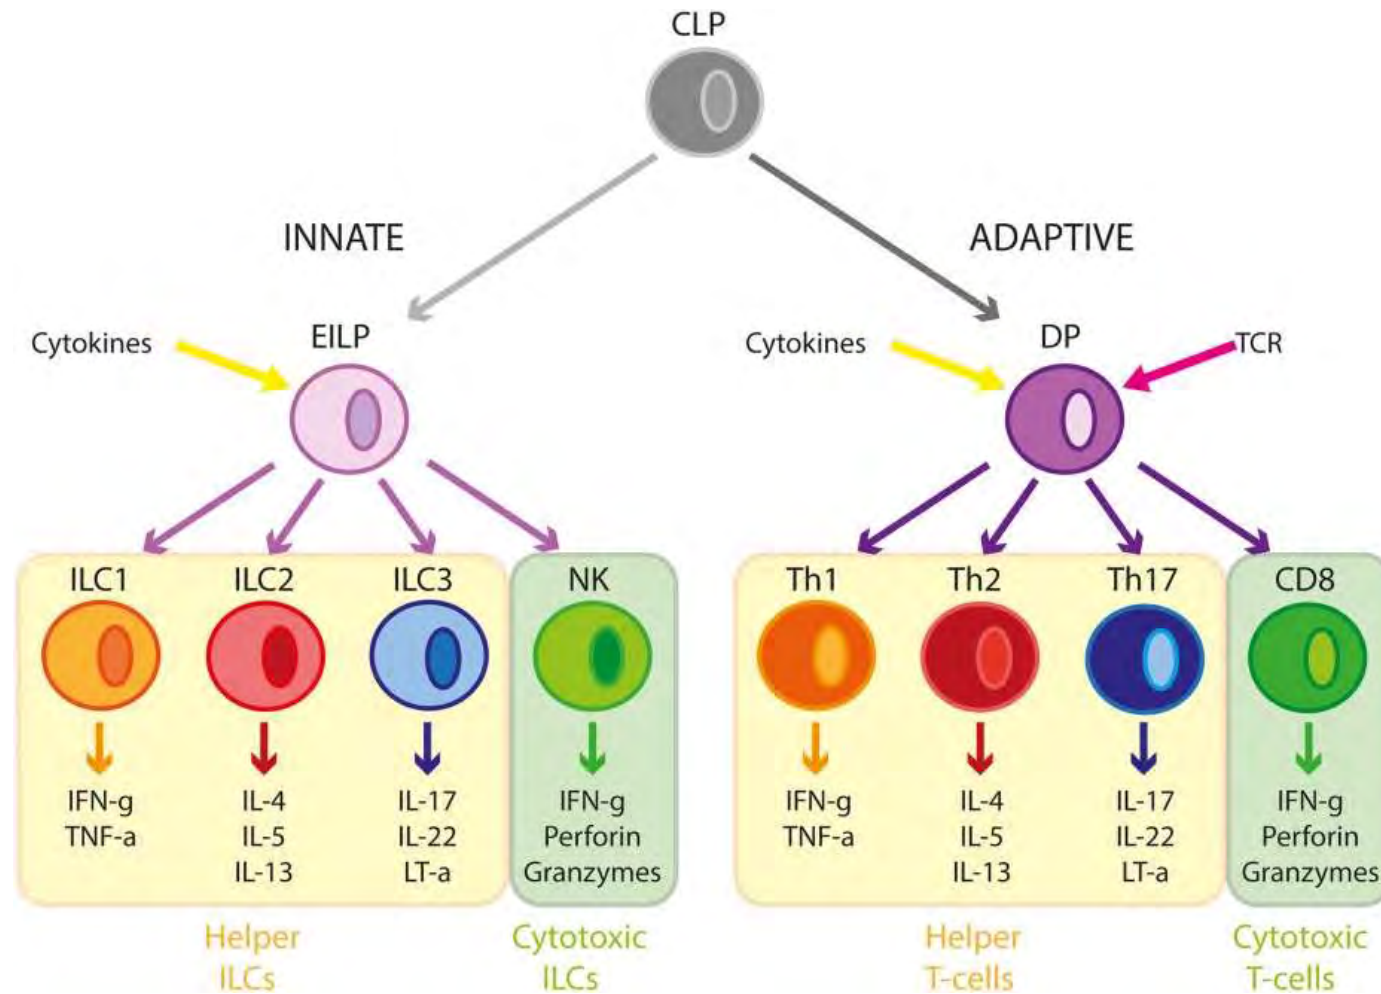 CLP
INNATE
ADAPTIVE
Cytokines
EILP
Cytokines
DP
TCR
ILC1
ILC2
ILC3
NK
Th1
Th2
Th17
CD8
IFN-g
TNF-a
IL-4
IL-5
IL-13
IL-17
IL-22
LT-a
IFN-g
Perforin
Granzymes
IFN-g
TNF-a
IL-4
IL-5
IL-13
IL-17
IL-22
LT-a
IFN-g
Perforin
Granzymes
Helper
ILCs
Cytotoxic
ILCs
Helper
T-cells
Cytotoxic
T-cells